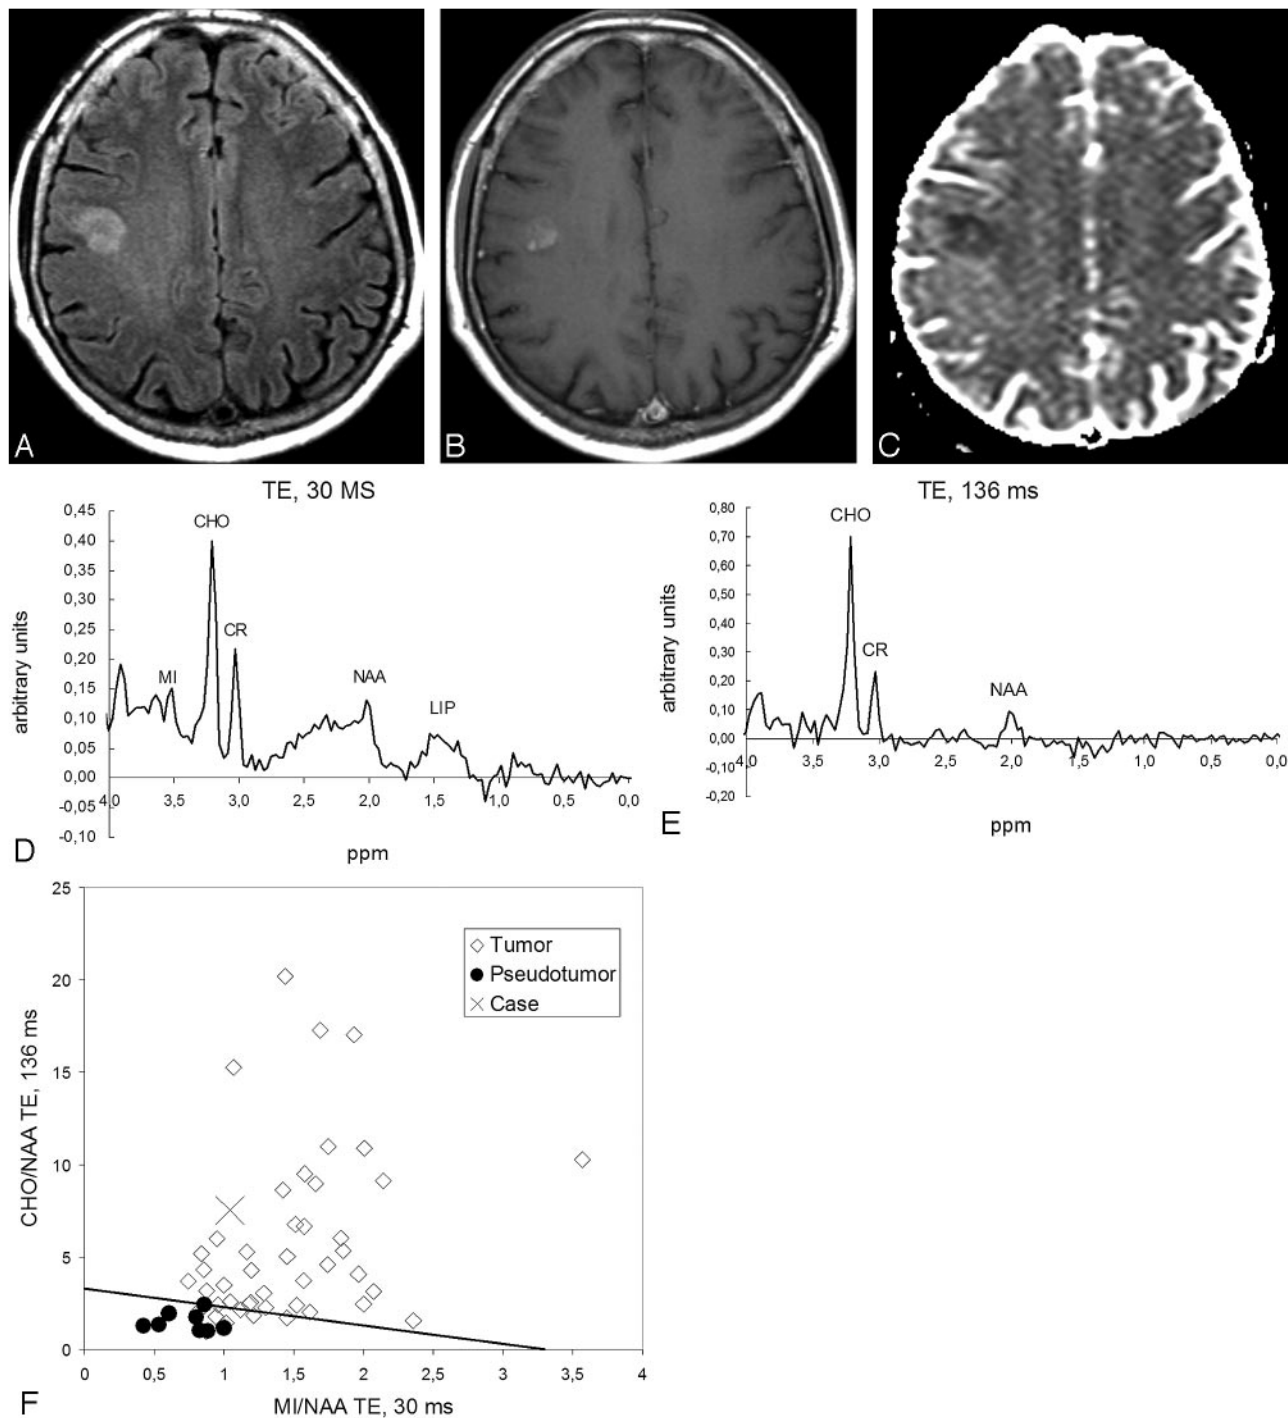 A
B
C
TE, 30 MS
arbitrary units
0,45
0,40
0,35
0,30
0,25
0,20
0,15
0,10
0,05
0,00
-0,05
-0,10
CHO
CR
MI
NAA
LIP
4,0 3,5 3,0 2,5 2,0 1,5 1,0 0,5 0,0
ppm
D
TE, 136 ms
arbitrary units
0,80
0,70
0,60
0,50
0,40
0,30
0,20
0,10
0,00
-0,10
-0,20
CHO
CR
NAA
4,0 3,5 3,0 2,5 2,0 1,5 1,0 0,5 0,0
ppm
E
CHO/NAA TE, 136 ms
25
20
15
10
5
0
Tumor
Pseudotumor
Case
0 0,5 1 1,5 2 2,5 3 3,5 4
MI/NAA TE, 30 ms
F